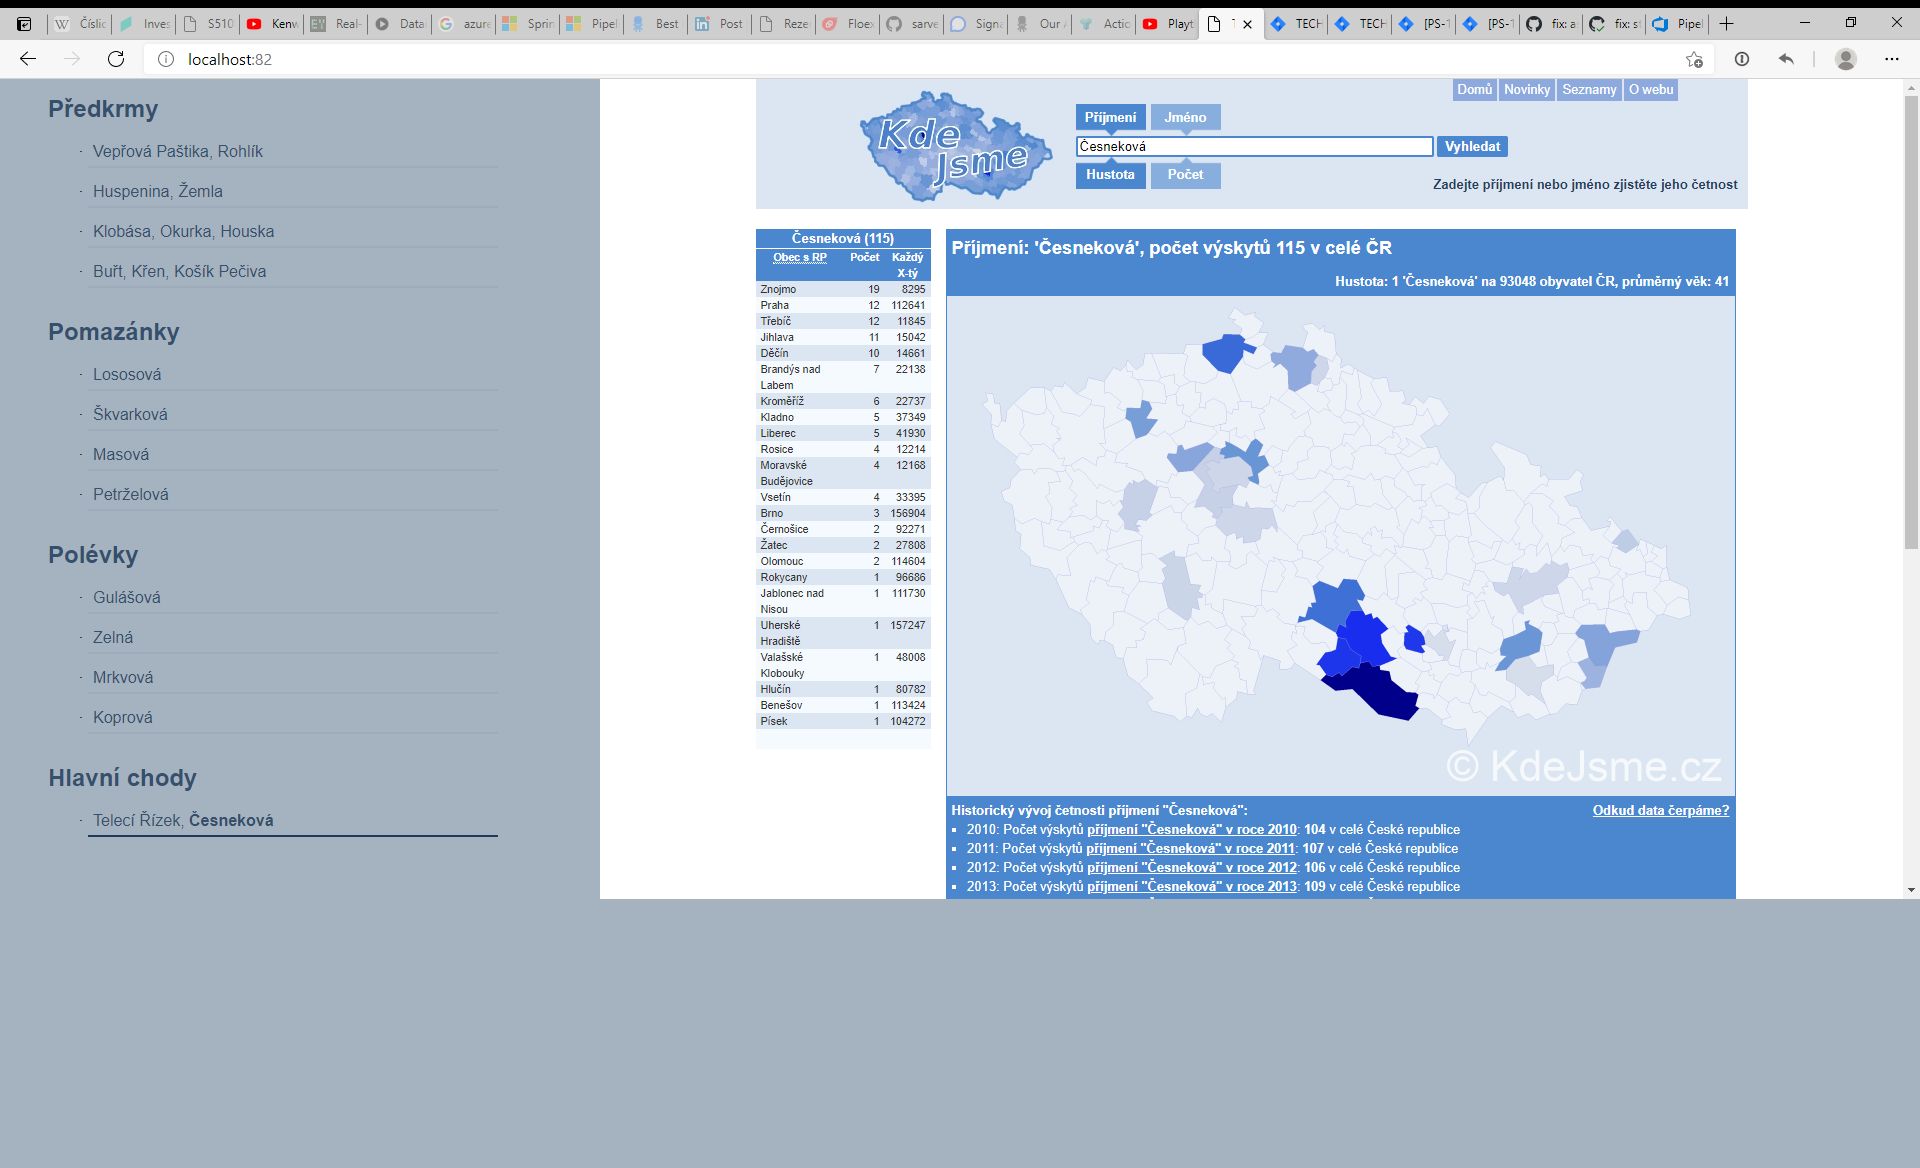 Číslic
Inves
S510
Kenw
Real-
Data
azure
Sprin
Pipel
Best
Post
Reze
Floex
sarve
Signa
Our A
Actio
Playt
TECH
TECH
[PS-1
[PS-1
fix: a
fix: s
Pipel
localhost:82
Předkrmy
· Vepřová Paštika, Rohlík
· Huspenina, Žemla
· Klobása, Okurka, Houska
· Buřt, Křen, Košík Pečiva
Pomazánky
· Lososová
· Škvarková
· Masová
· Petrželová
Polévky
· Gulášová
· Zelná
· Mrkvová
· Koprová
Hlavní chody
· Telecí Řízek, Česneková
Domů Novinky Seznamy O webu
Kde
Jsme
Příjmení Jméno
Česneková Vyhledat
Hustota Počet
Zadejte příjmení nebo jméno zjistěte jeho četnost
Česneková (115)
Obec s RP Počet Každý
X-tý
Znojmo 19 8295
Praha 12 112641
Třebíč 12 11845
Jihlava 11 15042
Děčín 10 14661
Brandýs nad 7 22138
Labem
Kroměříž 6 22737
Kladno 5 37349
Liberec 5 41930
Rosice 4 12214
Moravské 4 12168
Budějovice
Vsetín 4 33395
Brno 3 156904
Černošice 2 92271
Žatec 2 27808
Olomouc 2 114604
Rokycany 1 96686
Jablonec nad 1 111730
Nisou
Uherské 1 157247
Hradiště
Valašské 1 48008
Klobouky
Hlučín 1 80782
Benešov 1 113424
Písek 1 104272
Příjmení: 'Česneková', počet výskytů 115 v celé ČR
Hustota: 1 'Česneková' na 93048 obyvatel ČR, průměrný věk: 41
© KdeJsme.cz
Historický vývoj četnosti příjmení "Česneková": Odkud data čerpáme?
▪ 2010: Počet výskytů příjmení "Česneková" v roce 2010: 104 v celé České republice
▪ 2011: Počet výskytů příjmení "Česneková" v roce 2011: 107 v celé České republice
▪ 2012: Počet výskytů příjmení "Česneková" v roce 2012: 106 v celé České republice
▪ 2013: Počet výskytů příjmení "Česneková" v roce 2013: 109 v celé České republice